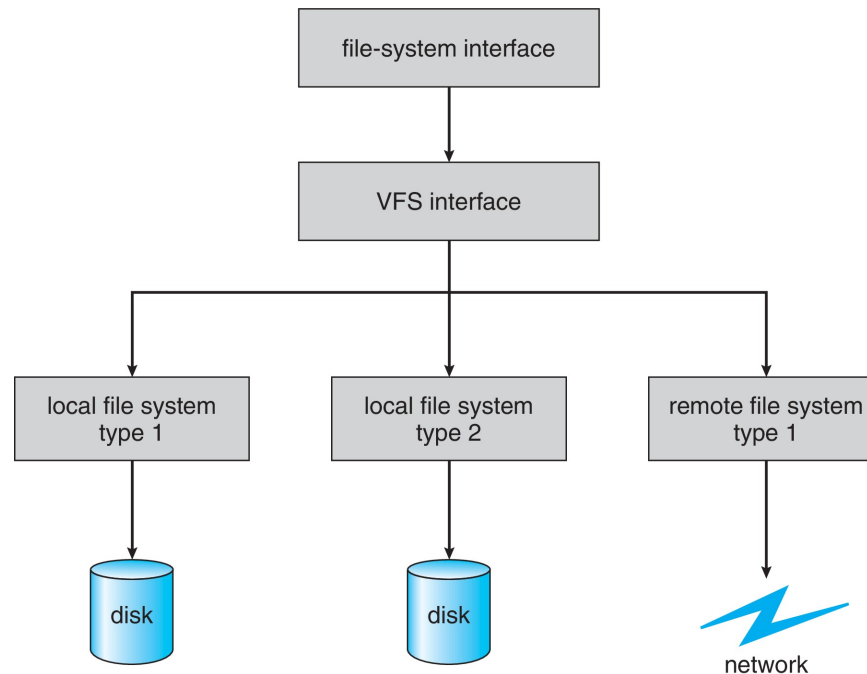 file-system interface
VFS interface
local file system
type 1
local file system
type 2
remote file system
type 1
disk
disk
network